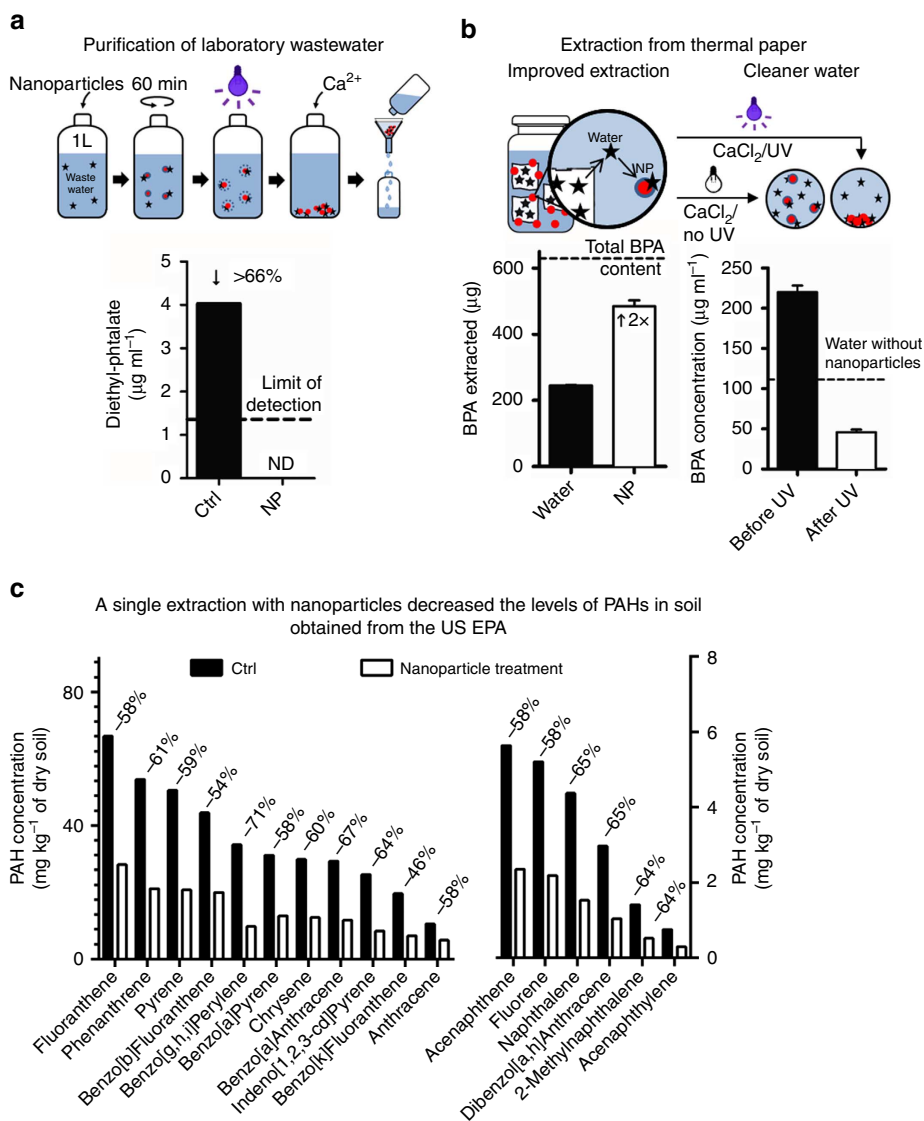 a
Purification of laboratory wastewater
Nanoparticles 60 min
Ca2+
1L
Waste
water
5
4
3
2
1
0
↓ >66%
Limit of
detection
ND
Diethyl-phtalate
(μg ml−1)
Ctrl
NP
b
Extraction from thermal paper
Improved extraction
Cleaner water
Water
NP
CaCl2/UV
CaCl2/
no UV
Total BPA
content
600
400
200
0
↑2×
BPA extracted (μg)
Water
NP
250
200
150
100
50
0
Water without
nanoparticles
BPA concentration (μg ml−1)
Before UV
After UV
c
A single extraction with nanoparticles decreased the levels of PAHs in soil
obtained from the US EPA
Ctrl
Nanoparticle treatment
PAH concentration
(mg kg−1 of dry soil)
80
40
0
–58%
–61%
–59%
–54%
–71%
–58%
–60%
–67%
–64%
–46%
–58%
Fluoranthene
Phenanthrene
Pyrene
Benzo[b]Fluoranthene
Benzo[g,h,i]Perylene
Benzo[a]Pyrene
Chrysene
Benzo[a]Anthracene
Indeno[1,2,3-cd]Pyrene
Benzo[k]Fluoranthene
Anthracene
–58%
–58%
–65%
–65%
–64%
–64%
8
6
4
2
0
PAH concentration
(mg kg−1 of dry soil)
Acenaphthene
Fluorene
Naphthalene
Dibenzo[a,h]Anthracene
2-Methylnaphthalene
Acenaphthylene